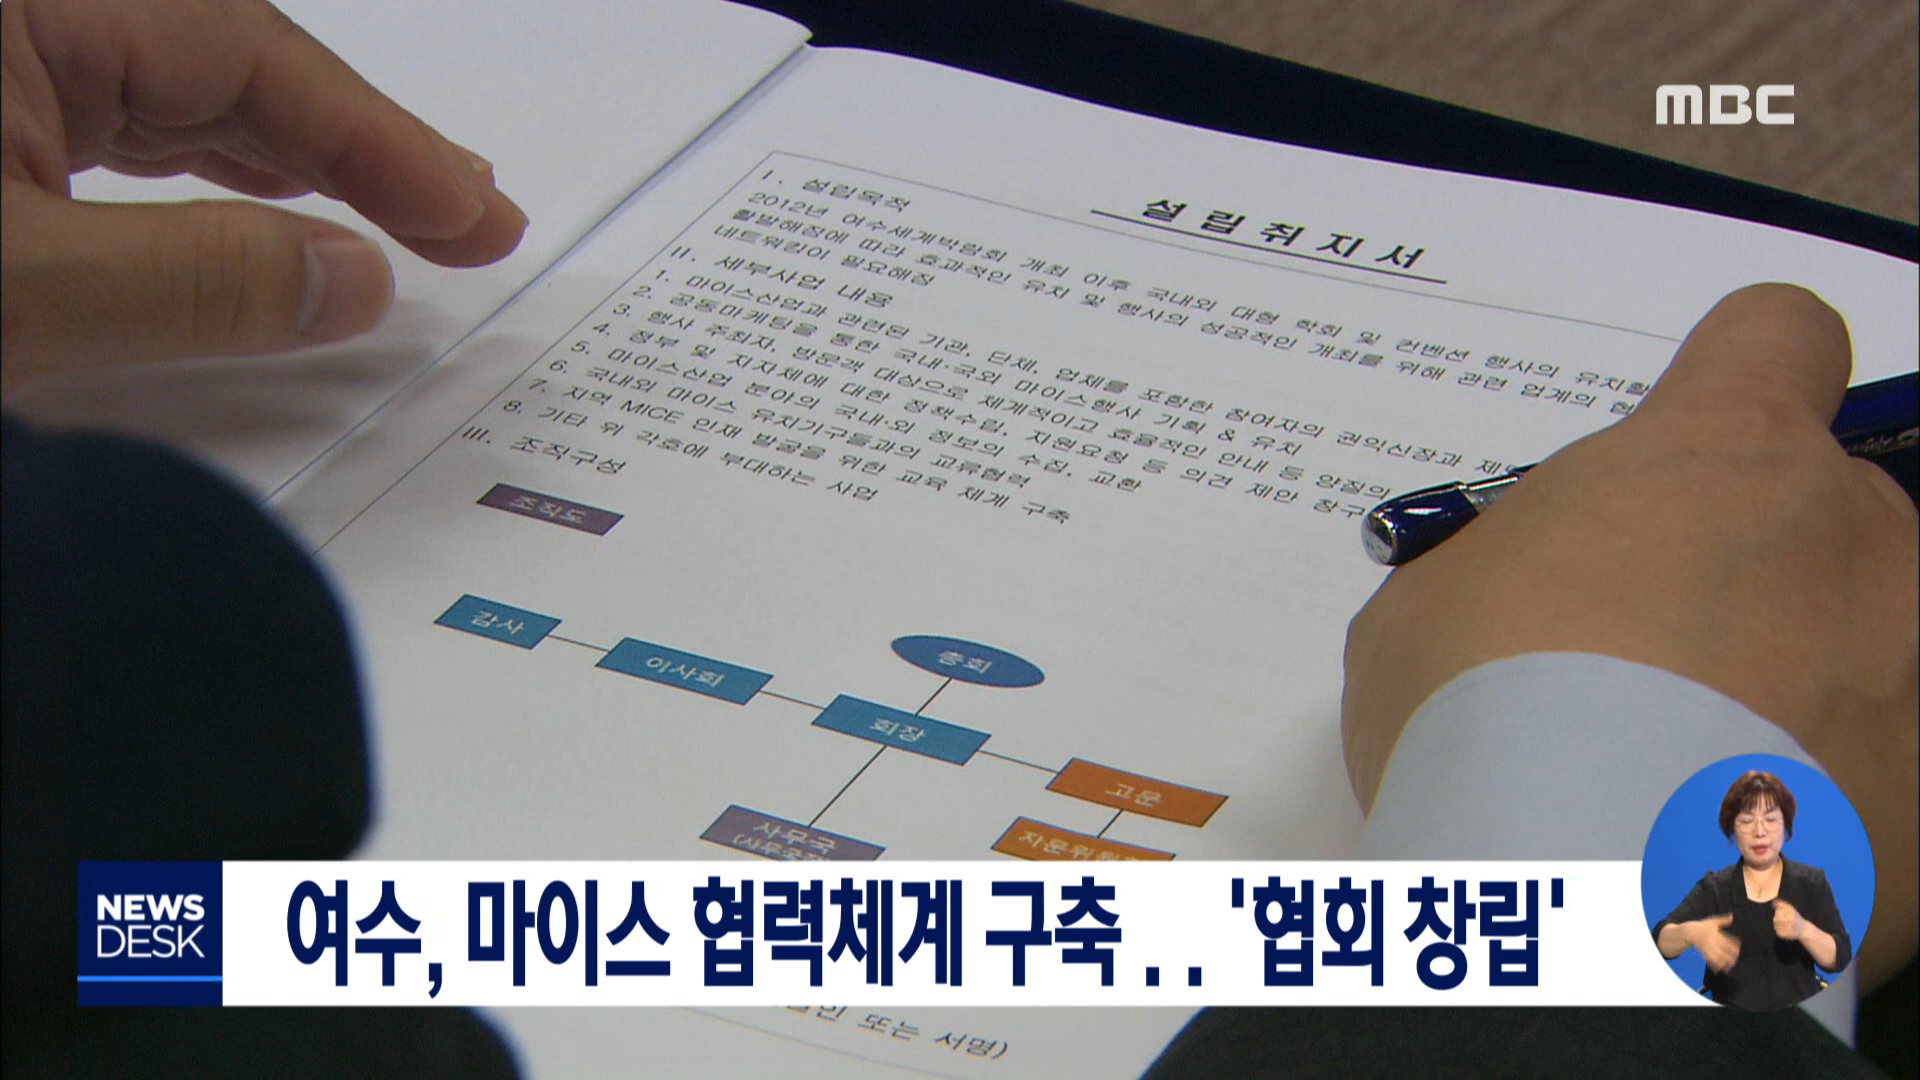 MBC
설립취지서
I. 설립목적
2012년 여수세계박람회 개최 이후 국내외 대형 학회 및 컨벤션 행사의 유치활
활발해짐에 따라 효과적인 유치 및 행사의 성공적인 개최를 위해 관련 업계의 협
네트워킹이 필요해짐
II. 세부사업 내용
1. 마이스산업과 관련된 기관, 단체, 업체를 포함한 참여자의 권익신장과 제
2. 공동마케팅을 통한 국내·국외 마이스행사 기획 & 유치
3. 행사 주최자, 방문객 대상으로 체계적이고 효율적인 안내 등 양질의
4. 정부 및 지자체에 대한 정책수립, 지원요청 등 의견 제안 창구
5. 마이스산업 분야의 국내·외 정보의 수집, 교환
6. 국내외 마이스 유치기구들과의 교류협력
7. 지역 MICE 인재 발굴을 위한 교육 체계 구축
8. 기타 위 각호에 부대하는 사업
III. 조직구성
조직도
감사
이사회
총회
회장
고문
사무국
자문위원
NEWS
DESK
여수, 마이스 협력체계 구축.. '협회 창립'
또는 서명)